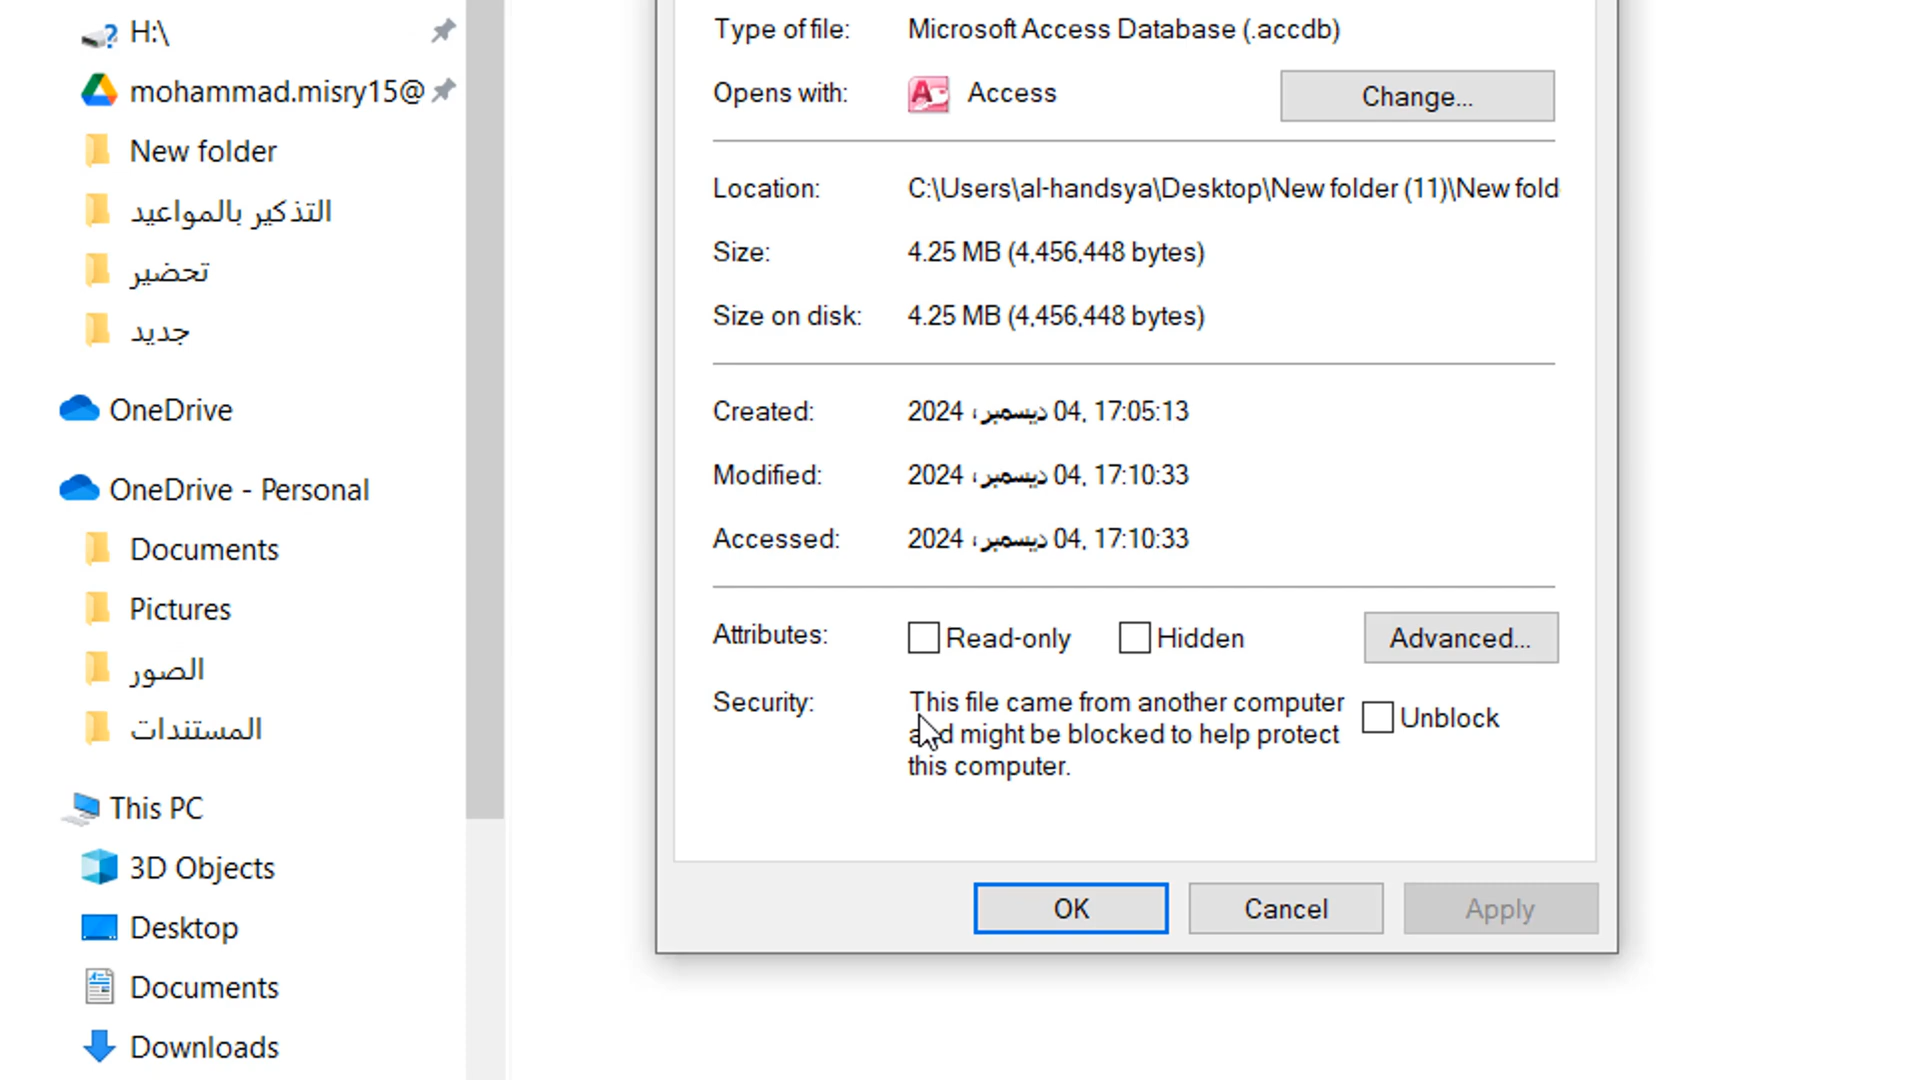 H:\
mohammad.misry15@
New folder
التذكير بالمواعيد
تحضير
جديد
OneDrive
OneDrive - Personal
Documents
Pictures
الصور
المستندات
This PC
3D Objects
Desktop
Documents
Downloads
Type of file: Microsoft Access Database (.accdb)
Opens with: Access Change...
Location: C:\Users\al-handsya\Desktop\New folder (11)\New fold
Size: 4.25 MB (4,456,448 bytes)
Size on disk: 4.25 MB (4,456,448 bytes)
Created: 2024 ،ديسمبر 04, 17:05:13
Modified: 2024 ،ديسمبر 04, 17:10:33
Accessed: 2024 ،ديسمبر 04, 17:10:33
Attributes: Read-only Hidden Advanced...
Security: This file came from another computer
and might be blocked to help protect
this computer.
Unblock
OK Cancel Apply